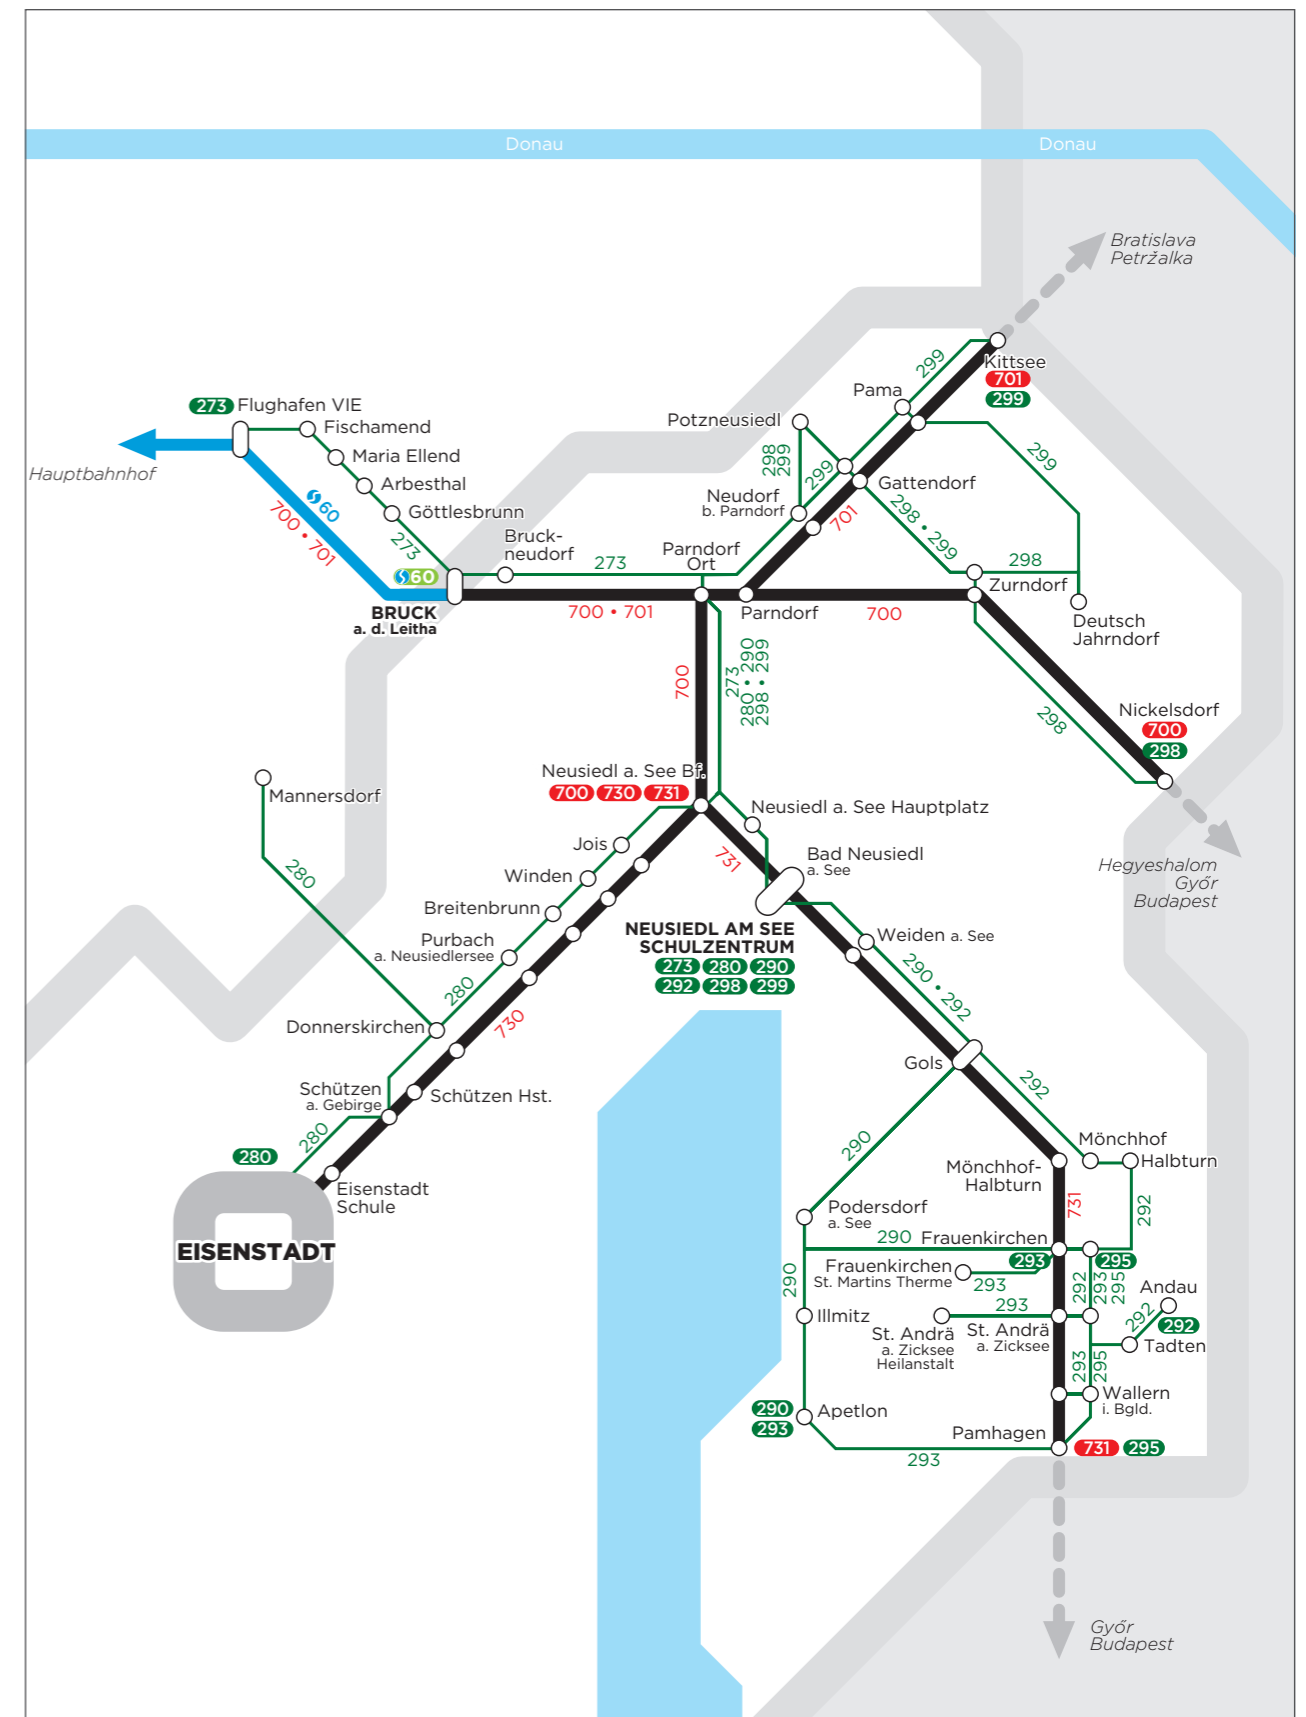 Donau
Donau
Bratislava
Petržalka
Kittsee
701
299
299
Pama
Potzneusiedl
298
299
299
299
Neudorf
b. Parndorf
Gattendorf
701
298 • 299
298
273
Flughafen VIE
Fischamend
Hauptbahnhof
Maria Ellend
Arbesthal
Göttlesbrunn
60
700 • 701
273
60
BRUCK
a. d. Leitha
Bruck-
neudorf
273
Parndorf
Ort
700 • 701
Parndorf
700
Zurndorf
Deutsch
Jahrndorf
700
273
280 • 290
298 • 299
298
Nickelsdorf
700
298
Hegyeshalom
Győr
Budapest
Mannersdorf
280
Neusiedl a. See Bf.
700
730
731
Neusiedl a. See Hauptplatz
731
Bad Neusiedl
a. See
Jois
Winden
Breitenbrunn
Purbach
a. Neusiedlersee
280
Donnerskirchen
730
Schützen
a. Gebirge
Schützen Hst.
280
280
Eisenstadt
Schule
EISENSTADT
NEUSIEDL AM SEE
SCHULZENTRUM
273
280
290
292
298
299
Weiden a. See
290 • 292
Gols
292
290
Mönchhof
Halbturn
Mönchhof-
Halbturn
731
292
Podersdorf
a. See
290
Frauenkirchen
293
295
Frauenkirchen
St. Martins Therme
293
290
292
293
295
Andau
292
292
Tadten
Illmitz
293
St. Andrä
a. Zicksee
Heilanstalt
St. Andrä
a. Zicksee
293
295
Wallern
i. Bgld.
290
293
Apetlon
Pamhagen
731
295
293
Győr
Budapest